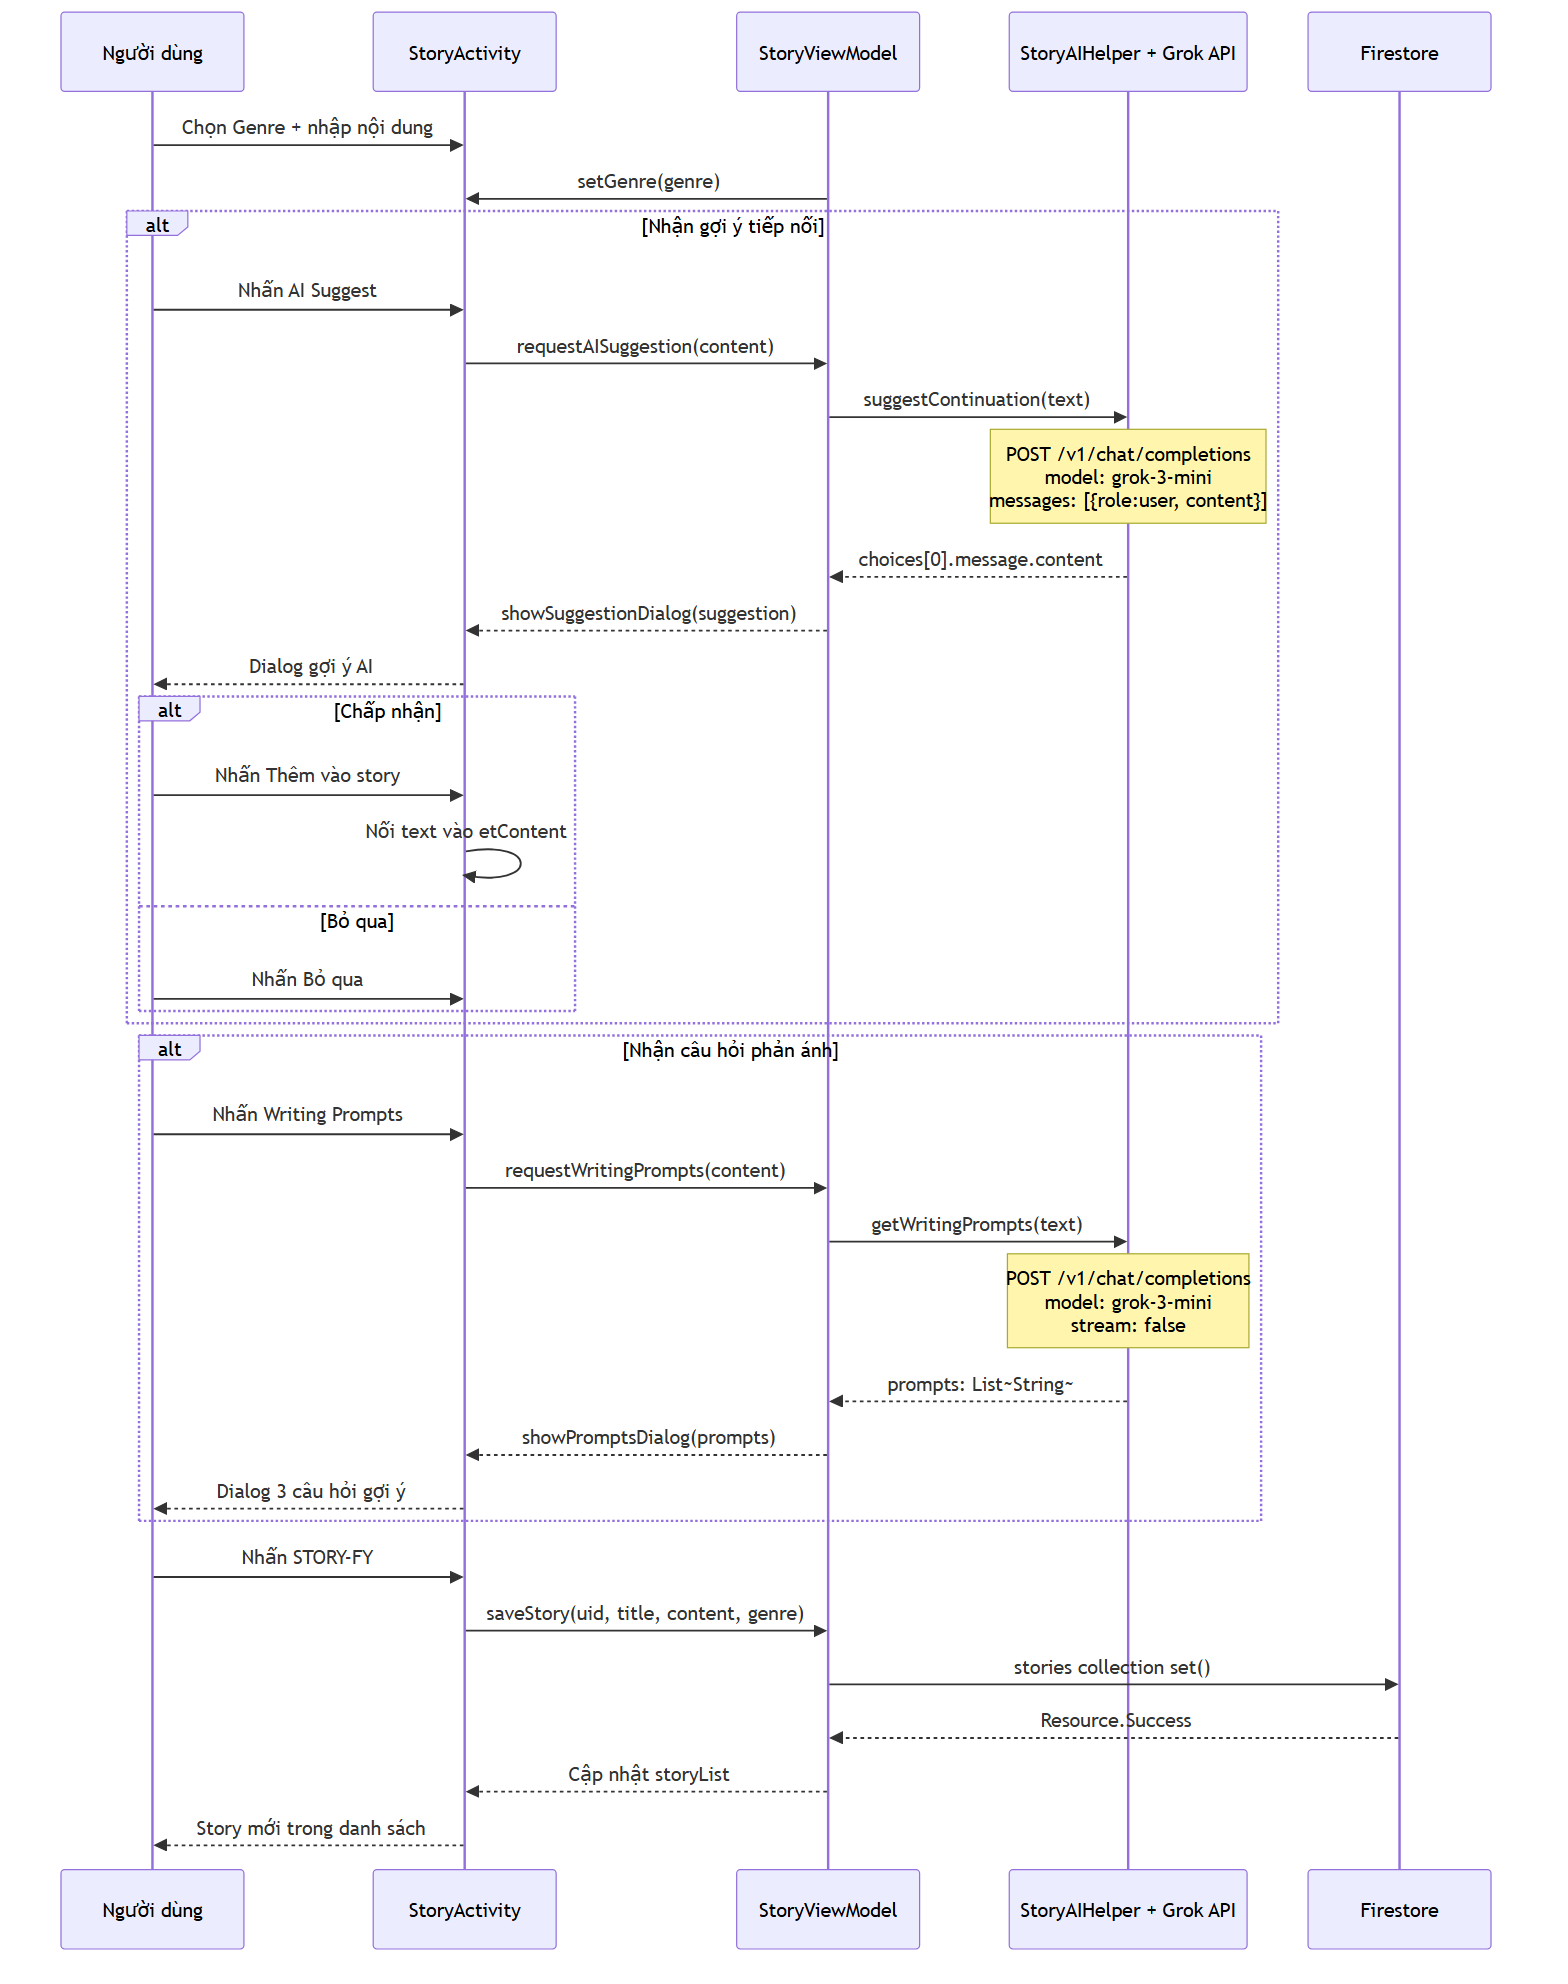 Người dùng
StoryActivity
StoryViewModel
StoryAIHelper + Grok API
Firestore
Chọn Genre + nhập nội dung
setGenre(genre)
alt
[Nhận gợi ý tiếp nối]
Nhấn AI Suggest
requestAISuggestion(content)
suggestContinuation(text)
POST /v1/chat/completions
model: grok-3-mini
messages: [{role:user, content}]
choices[0].message.content
showSuggestionDialog(suggestion)
Dialog gợi ý AI
alt
[Chấp nhận]
Nhấn Thêm vào story
Nối text vào etContent
[Bỏ qua]
Nhấn Bỏ qua
alt
[Nhận câu hỏi phản ánh]
Nhấn Writing Prompts
requestWritingPrompts(content)
getWritingPrompts(text)
POST /v1/chat/completions
model: grok-3-mini
stream: false
prompts: List~String~
showPromptsDialog(prompts)
Dialog 3 câu hỏi gợi ý
Nhấn STORY-FY
saveStory(uid, title, content, genre)
stories collection set()
Resource.Success
Cập nhật storyList
Story mới trong danh sách
Người dùng
StoryActivity
StoryViewModel
StoryAIHelper + Grok API
Firestore